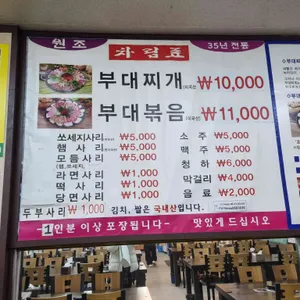 원조 차림표 35년 전통
부대찌개 ₩10,000
부대볶음 ₩11,000
쏘세지사리 ₩5,000 소주 ₩5,000
햄사리 ₩5,000 맥주 ₩5,000
모듬사리 ₩5,000 청하 ₩6,000
라면사리 ₩1,000 막걸리 ₩4,000
떡사리 ₩1,000 음료 ₩2,000
당면사리 ₩1,000
두부사리 ₩1,000 김치, 쌀은 국내산입니다.
-1인분 이상 포장됩니다- 맛있게 드십시오